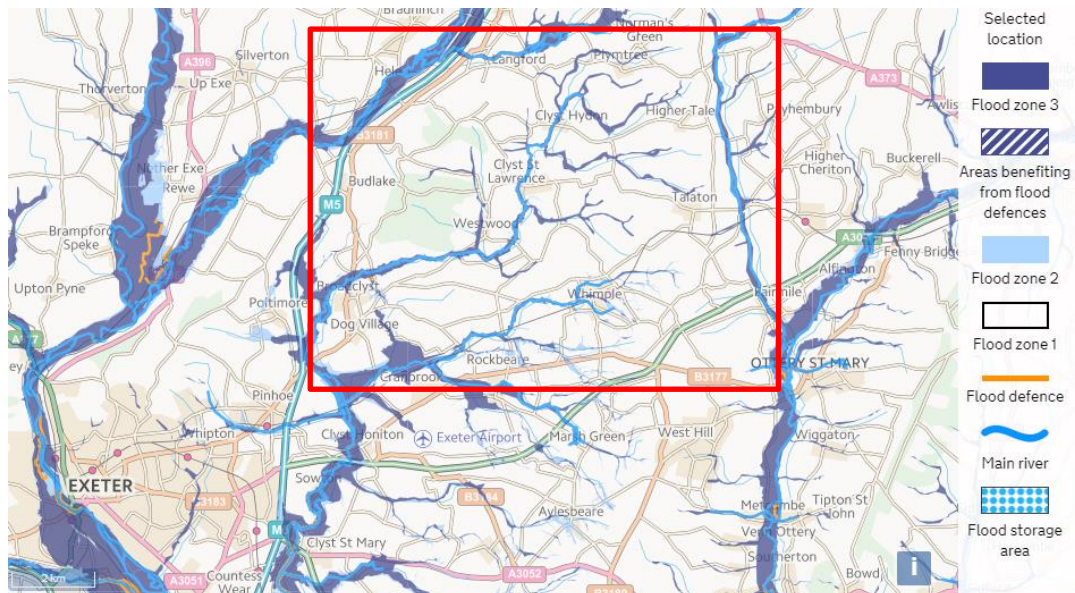 Bradninch
Norman's
Green
Silverton
Plymtree
A396
Langford
Thorverton
Up Exe
A373
Higher Tale
Payhembury
Clyst Hydon
B3181
Nether Exe
Rewe
Clyst St
Lawrence
Higher
Cheriton
Buckerell
Budlake
M5
Talaton
Brampford
Speke
Westwood
Fenny Bridge
Alfington
Upton Pyne
Poltimore
Broadclyst
Whimple
Fairmile
Dog Village
Rockbeare
OTTERY ST MARY
Cranbrook
B3177
Pinhoe
Whipton
Clyst Honiton
Exeter Airport
Marsh Green
West Hill
Wiggaton
EXETER
B3183
B3184
Aylesbeare
Metcombe
Tipton St
John
Venn Ottery
Southerton
Clyst St Mary
Countess
Wear
A3051
A3052
Bowd
2 km
i
Selected
location
Flood zone 3
Areas benefiting
from flood
defences
Flood zone 2
Flood zone 1
Flood defence
Main river
Flood storage
area